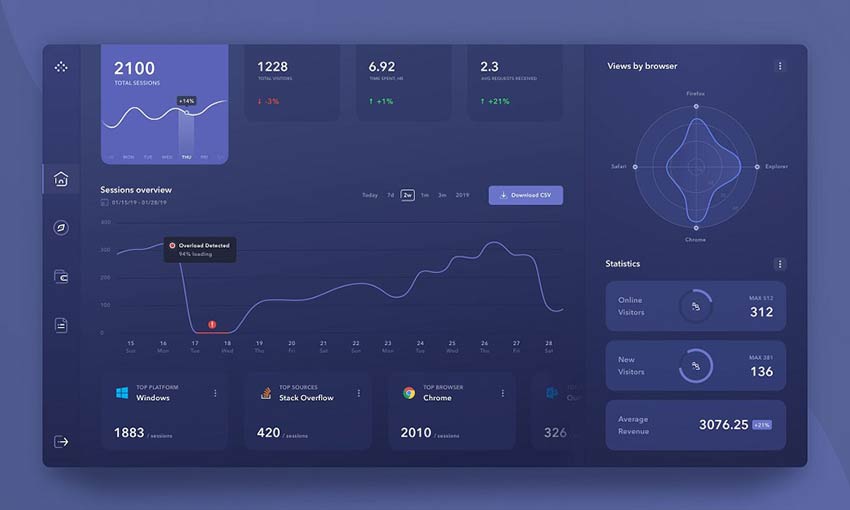 2100
TOTAL SESSIONS
+14%
MON TUE WED THU FRI
1228
TOTAL VISITORS
↓ -3%
6.92
TIME SPENT, HR
↑ +1%
2.3
AVG REQUESTS RECEIVED
↑ +21%
Sessions overview
01/15/19 - 01/28/19
Today 7d 2w 1m 3m 2019
Download CSV
400
300
200
100
0
Overload Detected
94% loading
15 16 17 18 19 20 21 22 23 24 25 26 27 28
Sun Mon Tue Wed Thu Fri Sat Sun Mon Tue Wed Thu Fri Sat
TOP PLATFORM
Windows
1883 / sessions
TOP SOURCES
Stack Overflow
420 / sessions
TOP BROWSER
Chrome
2010 / sessions
326
Views by browser
Firefox
Safari
Explorer
Chrome
Statistics
Online
Visitors
MAX 512
312
New
Visitors
MAX 381
136
Average
Revenue
3076.25 +21%